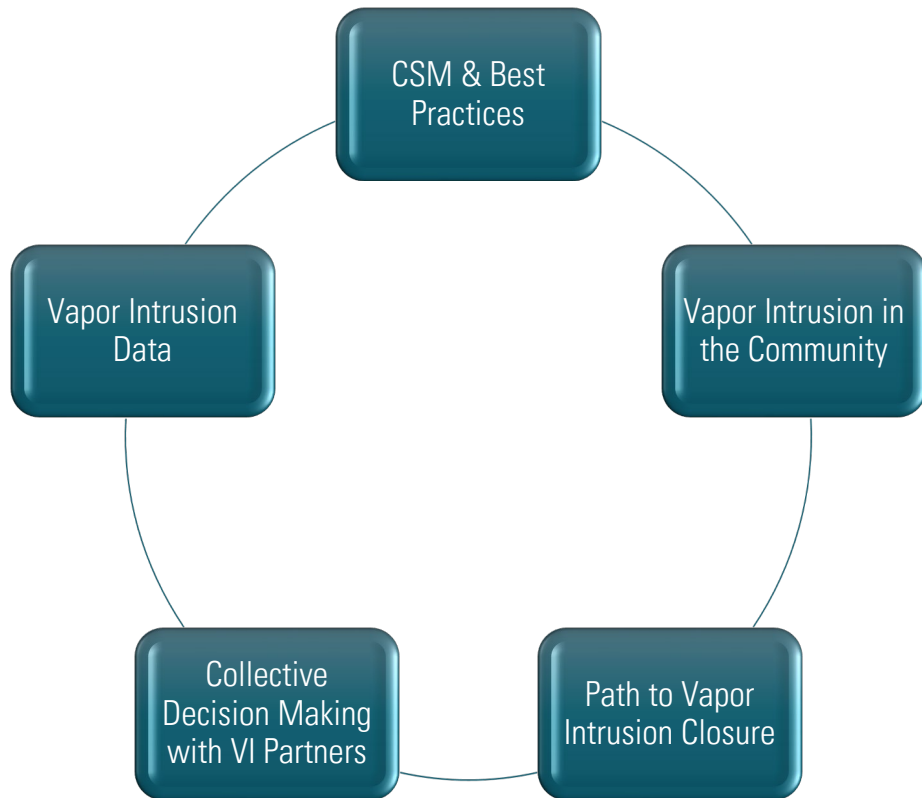 CSM & Best
Practices
Vapor Intrusion in
the Community
Path to Vapor
Intrusion Closure
Collective
Decision Making
with VI Partners
Vapor Intrusion
Data